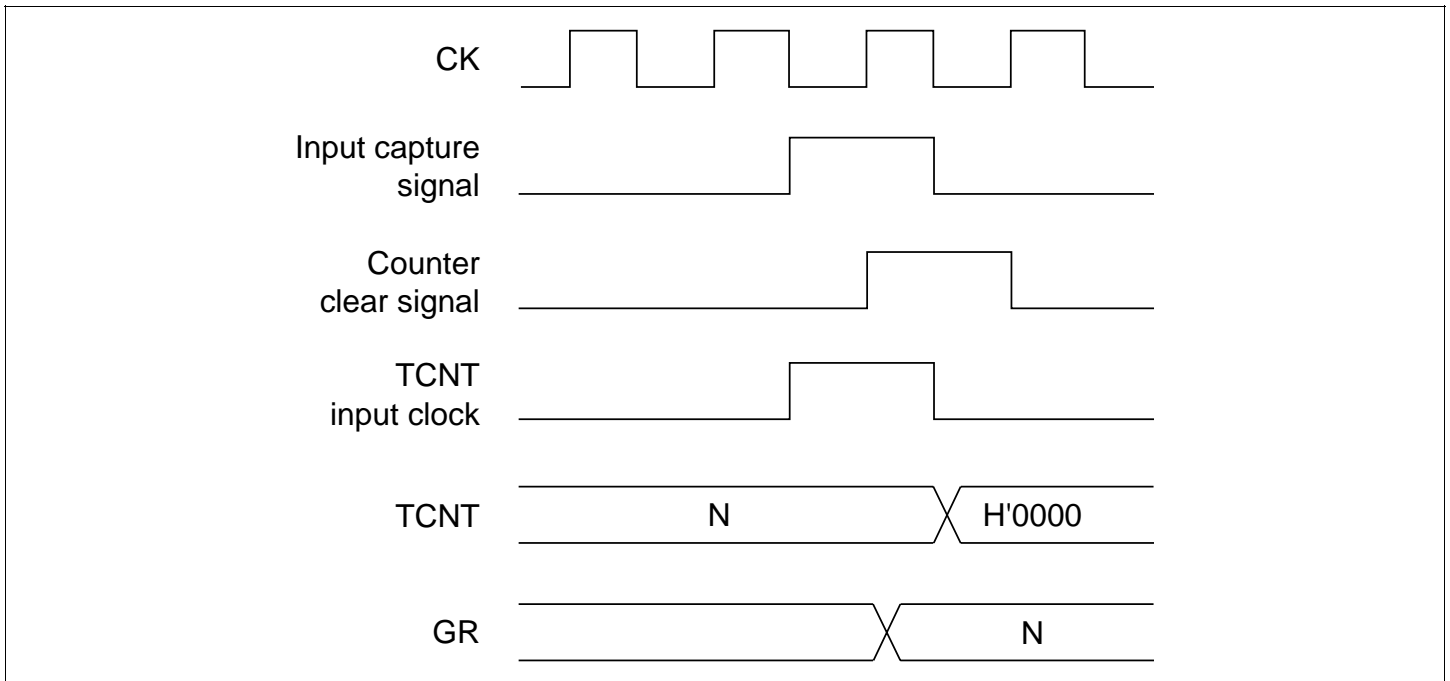 CK
Input capture
signal
Counter
clear signal
TCNT
input clock
TCNT
N
H'0000
GR
N